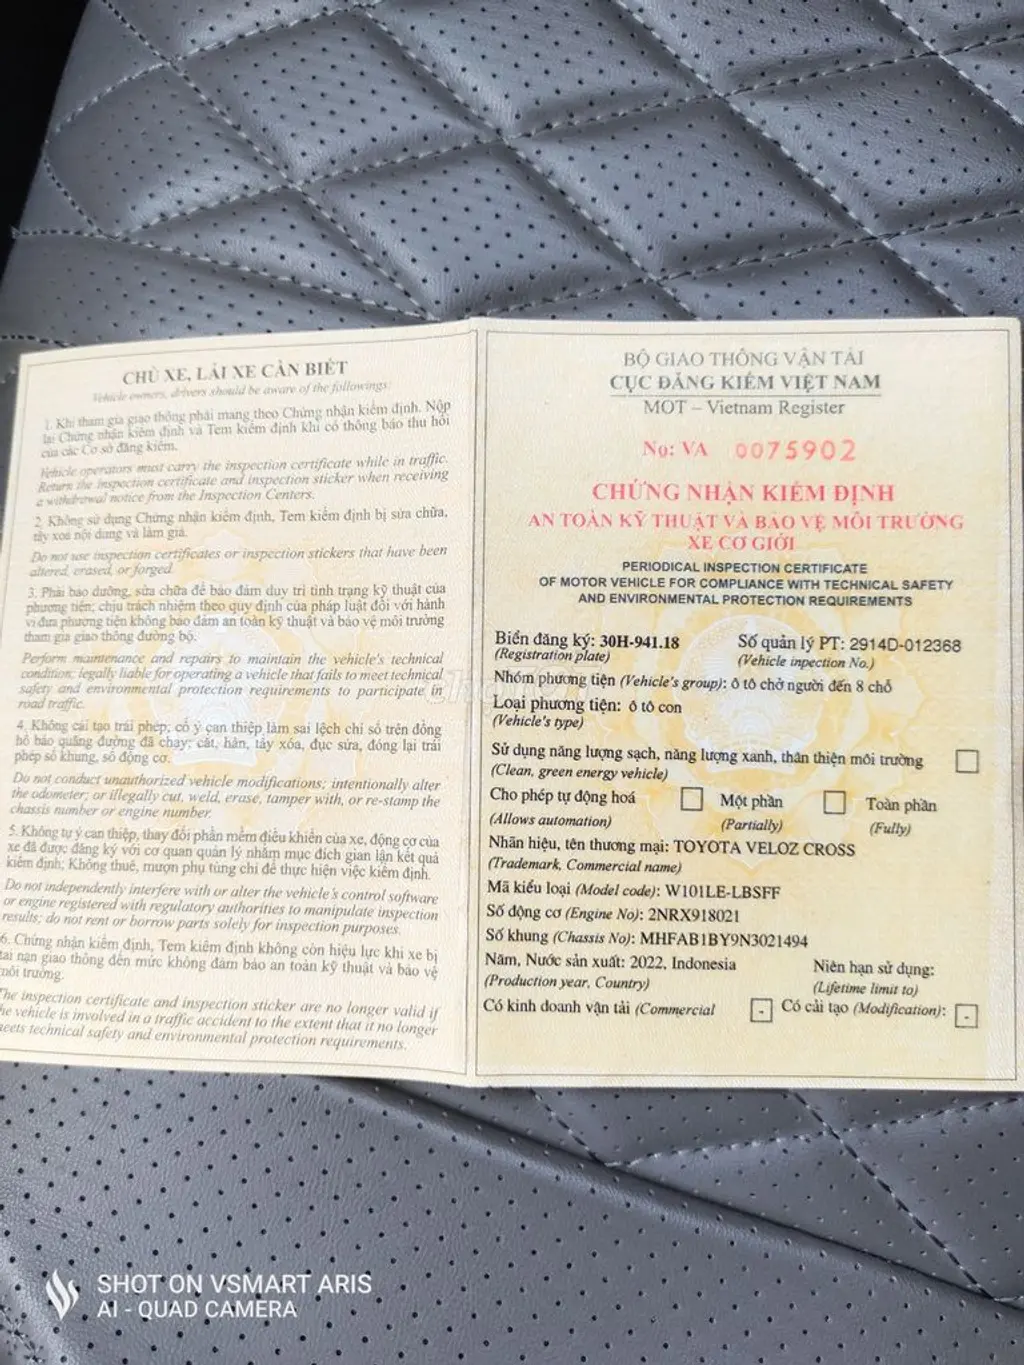 CHỦ XE, LÁI XE CẦN BIẾT
Vehicle owners, drivers should be aware of the followings:
1. Khi tham gia giao thông phải mang theo Chứng nhận kiểm định. Nộp
lại Chứng nhận kiểm định và Tem kiểm định khi có thông báo thu hồi
của các Cơ sở đăng kiểm.
Vehicle operators must carry the inspection certificate while in traffic.
Return the inspection certificate and inspection sticker when receiving
a withdrawal notice from the Inspection Centers.
2. Không sử dụng Chứng nhận kiểm định, Tem kiểm định bị sửa chữa,
tẩy xoá nội dung và làm giả.
Do not use inspection certificates or inspection stickers that have been
altered, erased, or forged.
3. Phải bảo dưỡng, sửa chữa để bảo đảm duy trì tình trạng kỹ thuật của
phương tiện; chịu trách nhiệm theo quy định của pháp luật đối với hành
vi đưa phương tiện không bảo đảm an toàn kỹ thuật và bảo vệ môi trường
tham gia giao thông đường bộ.
Perform maintenance and repairs to maintain the vehicle's technical
condition; legally liable for operating a vehicle that fails to meet technical
safety and environmental protection requirements to participate in
road traffic.
4. Không cải tạo trái phép; cố ý can thiệp làm sai lệch chỉ số trên đồng
hồ báo quãng đường đã chạy; cắt, hàn, tẩy xóa, đục sửa, đóng lại trái
phép số khung, số động cơ.
Do not conduct unauthorized vehicle modifications; intentionally alter
the odometer; or illegally cut, weld, erase, tamper with, or re-stamp the
chassis number or engine number.
5. Không tự ý can thiệp, thay đổi phần mềm điều khiển của xe, động cơ của
xe đã được đăng ký với cơ quan quản lý nhằm mục đích gian lận kết quả
kiểm định; Không thuê, mượn phụ tùng chỉ để thực hiện việc kiểm định.
Do not independently interfere with or alter the vehicle's control software
or engine registered with regulatory authorities to manipulate inspection
results; do not rent or borrow parts solely for inspection purposes.
6. Chứng nhận kiểm định, Tem kiểm định không còn hiệu lực khi xe bị
tai nạn giao thông đến mức không đảm bảo an toàn kỹ thuật và bảo vệ
môi trường.
The inspection certificate and inspection sticker are no longer valid if
the vehicle is involved in a traffic accident to the extent that it no longer
meets technical safety and environmental protection requirements.
BỘ GIAO THÔNG VẬN TẢI
CỤC ĐĂNG KIỂM VIỆT NAM
MOT – Vietnam Register
No: VA 0075902
CHỨNG NHẬN KIỂM ĐỊNH
AN TOÀN KỸ THUẬT VÀ BẢO VỆ MÔI TRƯỜNG
XE CƠ GIỚI
PERIODICAL INSPECTION CERTIFICATE
OF MOTOR VEHICLE FOR COMPLIANCE WITH TECHNICAL SAFETY
AND ENVIRONMENTAL PROTECTION REQUIREMENTS
Biển đăng ký: 30H-941.18 Số quản lý PT: 2914D-012368
(Registration plate) (Vehicle inpection No.)
Nhóm phương tiện (Vehicle's group): ô tô chở người đến 8 chỗ
Loại phương tiện: ô tô con
(Vehicle's type)
Sử dụng năng lượng sạch, năng lượng xanh, thân thiện môi trường
(Clean, green energy vehicle)
Cho phép tự động hoá Một phần Toàn phần
(Allows automation) (Partially) (Fully)
Nhãn hiệu, tên thương mại: TOYOTA VELOZ CROSS
(Trademark, Commercial name)
Mã kiểu loại (Model code): W101LE-LBSFF
Số động cơ (Engine No): 2NRX918021
Số khung (Chassis No): MHFAB1BY9N3021494
Năm, Nước sản xuất: 2022, Indonesia Niên hạn sử dụng:
(Production year, Country) (Lifetime limit to)
Có kinh doanh vận tải (Commercial - Có cải tạo (Modification): -
SHOT ON VSMART ARIS
AI - QUAD CAMERA